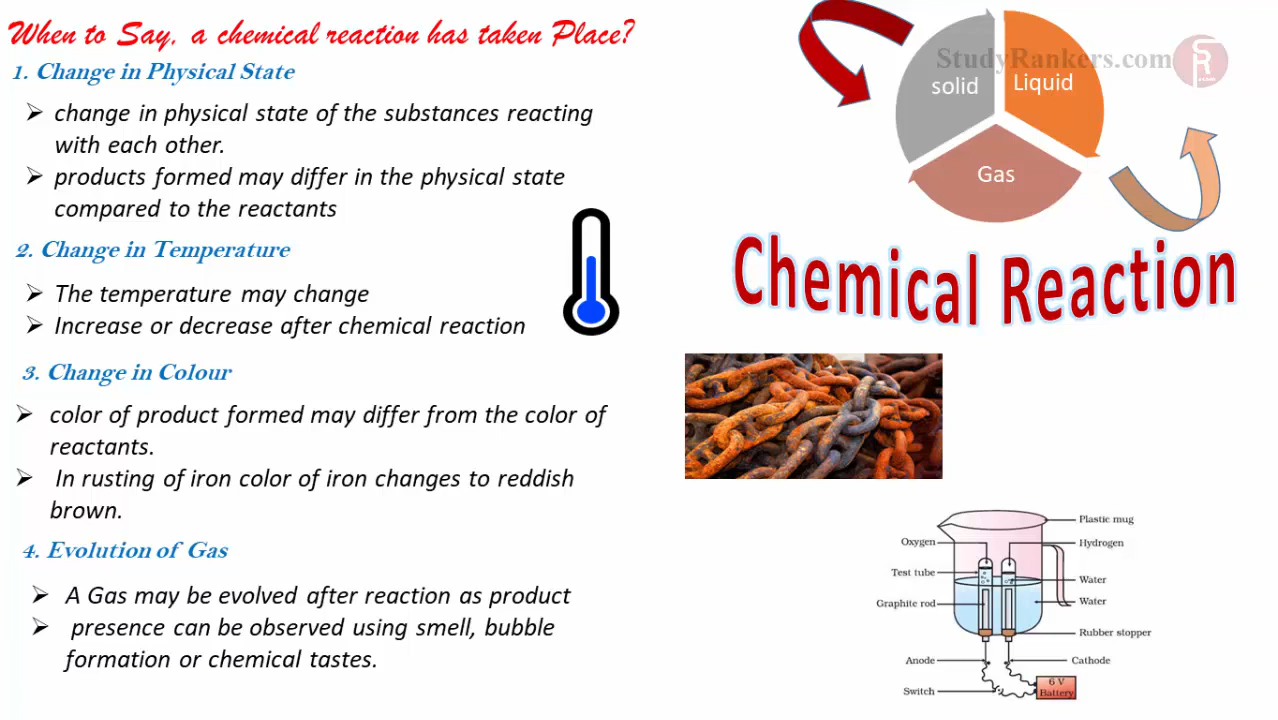 When to Say, a chemical reaction has taken Place?
1. Change in Physical State
➢ change in physical state of the substances reacting
with each other.
➢ products formed may differ in the physical state
compared to the reactants
2. Change in Temperature
➢ The temperature may change
➢ Increase or decrease after chemical reaction
3. Change in Colour
➢ color of product formed may differ from the color of
reactants.
➢ In rusting of iron color of iron changes to reddish
brown.
4. Evolution of Gas
➢ A Gas may be evolved after reaction as product
➢ presence can be observed using smell, bubble
formation or chemical tastes.
StudyRankers.com
SR
solid
Liquid
Gas
Chemical Reaction
Plastic mug
Oxygen
Hydrogen
Test tube
Water
Graphite rod
Water
Rubber stopper
Anode
Cathode
Switch
6 V
Battery